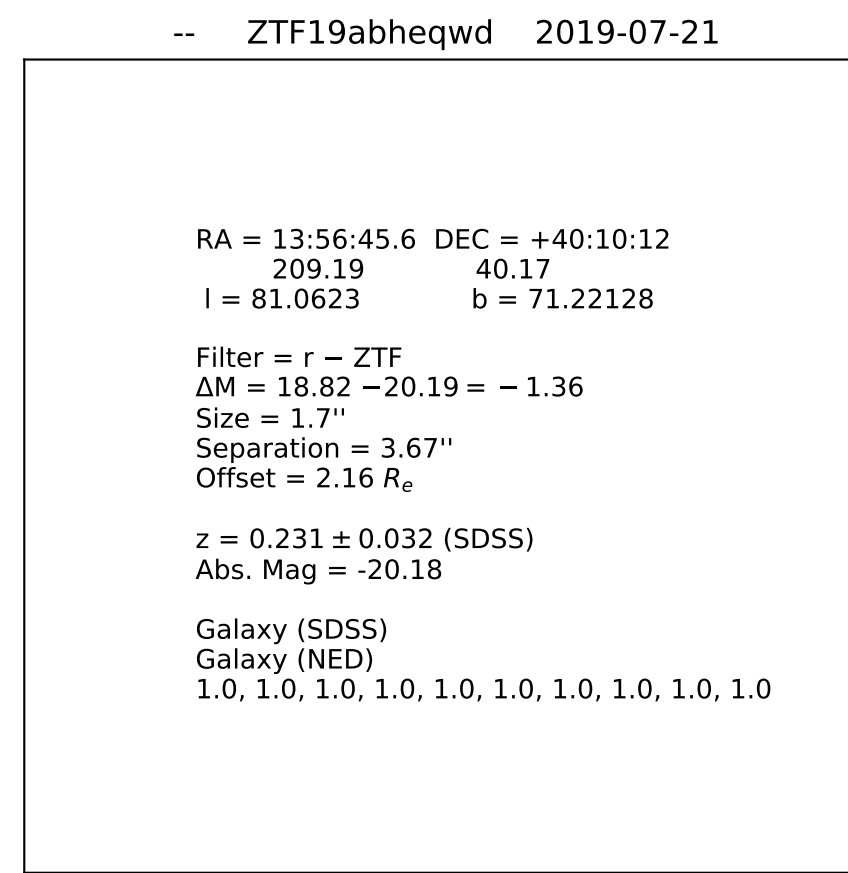 -- ZTF19abheqwd 2019-07-21
RA = 13:56:45.6 DEC = +40:10:12
209.19 40.17
l = 81.0623 b = 71.22128
Filter = r − ZTF
ΔM = 18.82 −20.19 = − 1.36
Size = 1.7''
Separation = 3.67''
Offset = 2.16 Rₑ
z = 0.231 ± 0.032 (SDSS)
Abs. Mag = -20.18
Galaxy (SDSS)
Galaxy (NED)
1.0, 1.0, 1.0, 1.0, 1.0, 1.0, 1.0, 1.0, 1.0, 1.0